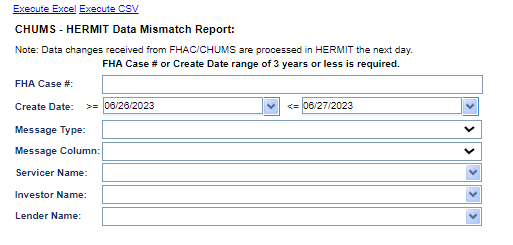 Execute Excel Execute CSV
CHUMS - HERMIT Data Mismatch Report:
Note: Data changes received from FHAC/CHUMS are processed in HERMIT the next day.
FHA Case # or Create Date range of 3 years or less is required.
FHA Case #:
Create Date: >= 06/26/2023 <= 06/27/2023
Message Type:
Message Column:
Servicer Name:
Investor Name:
Lender Name: